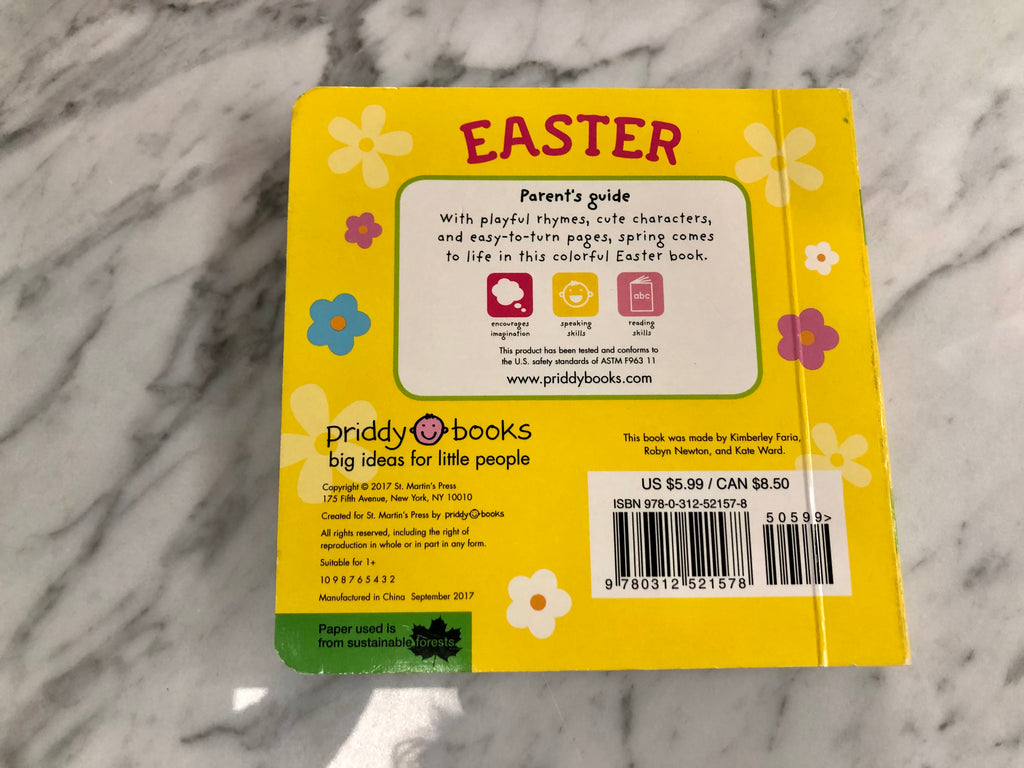 EASTER
Parent's guide
With playful rhymes, cute characters,
and easy-to-turn pages, spring comes
to life in this colorful Easter book.
abc
encourages imagination
speaking skills
reading skills
This product has been tested and conforms to
the U.S. safety standards of ASTM F963 11
www.priddybooks.com
priddy books
big ideas for little people
Copyright © 2017 St. Martin's Press
175 Fifth Avenue, New York, NY 10010
Created for St. Martin's Press by priddy books
All rights reserved, including the right of
reproduction in whole or in part in any form.
Suitable for 1+
10 9 8 7 6 5 4 3 2
Manufactured in China September 2017
Paper used is
from sustainable forests.
This book was made by Kimberley Faria,
Robyn Newton, and Kate Ward.
US $5.99 / CAN $8.50
ISBN 978-0-312-52157-8
50599>
9 780312 521578